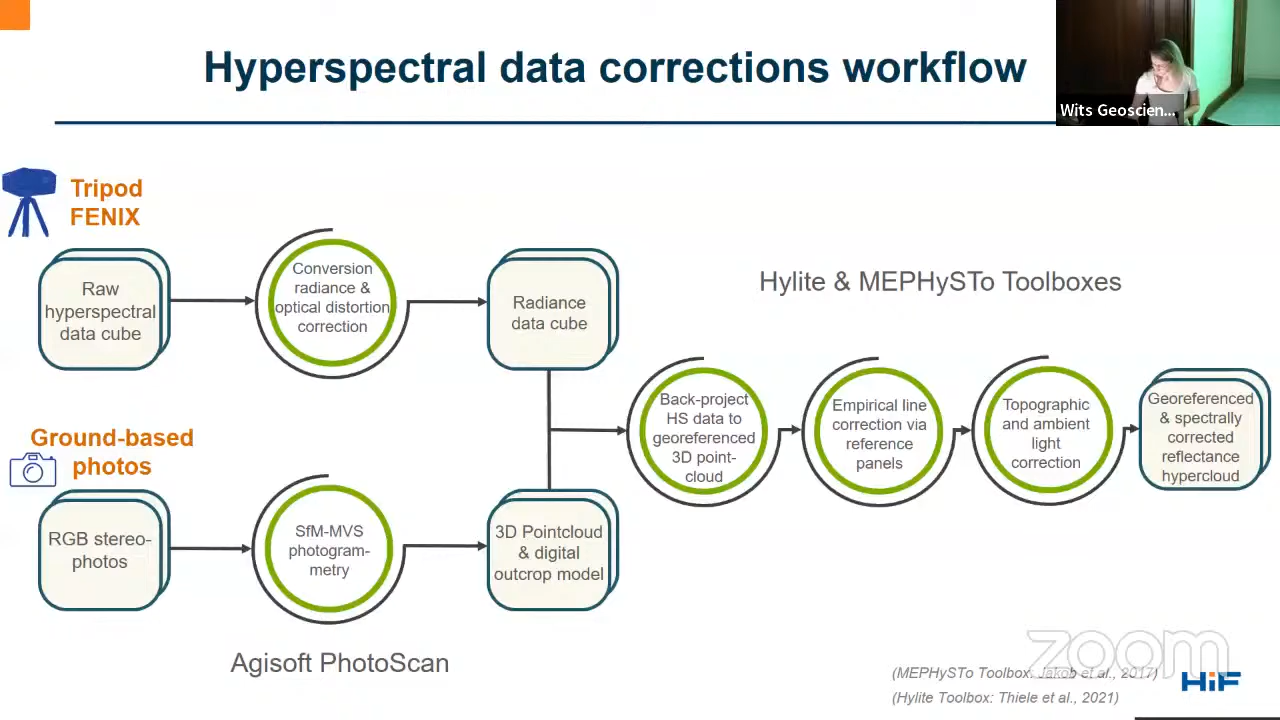 Hyperspectral data corrections workflow
Wits Geoscien...
Tripod
FENIX
Raw
hyperspectral
data cube
Conversion
radiance &
optical distortion
correction
Radiance
data cube
Hylite & MEPHySTo Toolboxes
Back-project
HS data to
georeferenced
3D point-
cloud
Empirical line
correction via
reference
panels
Topographic
and ambient
light
correction
Georeferenced
& spectrally
corrected
reflectance
hypercloud
Ground-based
photos
RGB stereo-
photos
SfM-MVS
photogram-
metry
3D Pointcloud
& digital
outcrop model
Agisoft PhotoScan
zoom
(MEPHySTo Toolbox: Jakob et al., 2017)
(Hylite Toolbox: Thiele et al., 2021)
HiF